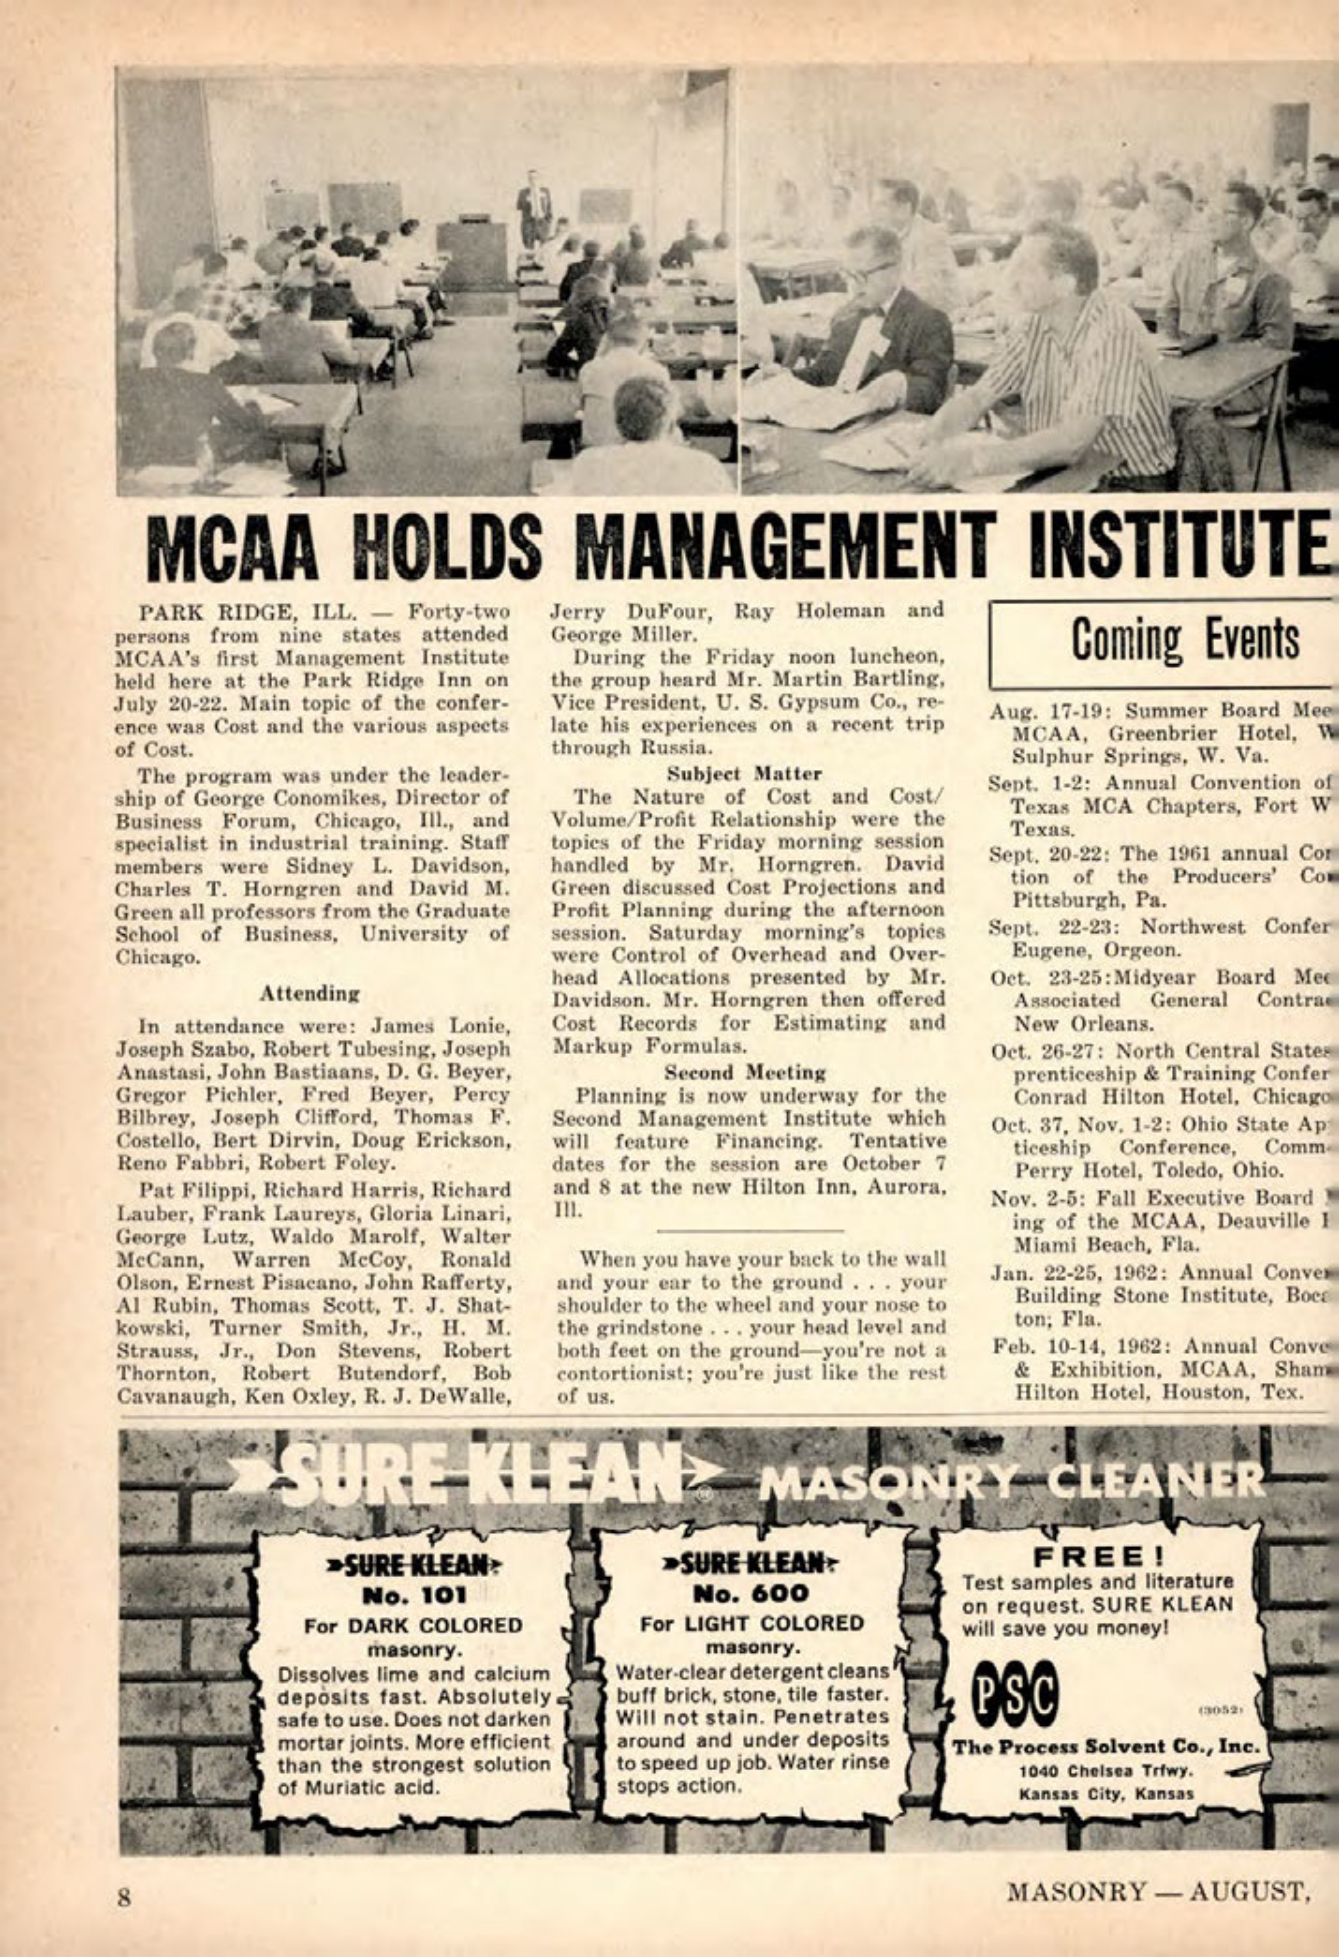 MCAA HOLDS MANAGEMENT INSTITUTE
PARK RIDGE, ILL. — Forty-two
persons from nine states attended
MCAA's first Management Institute
held here at the Park Ridge Inn on
July 20-22. Main topic of the confer-
ence was Cost and the various aspects
of Cost.
The program was under the leader-
ship of George Conomikes, Director of
Business Forum, Chicago, Ill., and
specialist in industrial training. Staff
members were Sidney L. Davidson,
Charles T. Horngren and David M.
Green all professors from the Graduate
School of Business, University of
Chicago.
Attending
In attendance were: James Lonie,
Joseph Szabo, Robert Tubesing, Joseph
Anastasi, John Bastiaans, D. G. Beyer,
Gregor Pichler, Fred Beyer, Percy
Bilbrey, Joseph Clifford, Thomas F.
Costello, Bert Dirvin, Doug Erickson,
Reno Fabbri, Robert Foley.
Pat Filippi, Richard Harris, Richard
Lauber, Frank Laureys, Gloria Linari,
George Lutz, Waldo Marolf, Walter
McCann, Warren McCoy, Ronald
Olson, Ernest Pisacano, John Rafferty,
Al Rubin, Thomas Scott, T. J. Shat-
kowski, Turner Smith, Jr., H. M.
Strauss, Jr., Don Stevens, Robert
Thornton, Robert Butendorf, Bob
Cavanaugh, Ken Oxley, R. J. DeWalle,
Jerry DuFour, Ray Holeman and
George Miller.
During the Friday noon luncheon,
the group heard Mr. Martin Bartling,
Vice President, U. S. Gypsum Co., re-
late his experiences on a recent trip
through Russia.
Subject Matter
The Nature of Cost and Cost/
Volume/Profit Relationship were the
topics of the Friday morning session
handled by Mr. Horngren. David
Green discussed Cost Projections and
Profit Planning during the afternoon
session. Saturday morning's topics
were Control of Overhead and Over-
head Allocations presented by Mr.
Davidson. Mr. Horngren then offered
Cost Records for Estimating and
Markup Formulas.
Second Meeting
Planning is now underway for the
Second Management Institute which
will feature Financing. Tentative
dates for the session are October 7
and 8 at the new Hilton Inn, Aurora,
Ill.
When you have your back to the wall
and your ear to the ground . . . your
shoulder to the wheel and your nose to
the grindstone . . . your head level and
both feet on the ground—you're not a
contortionist; you're just like the rest
of us.
Coming Events
Aug. 17-19: Summer Board
MCAA, Greenbrier Hotel,
Sulphur Springs, W. Va.
Sept. 1-2: Annual Convention of
Texas MCA Chapters, Fort W
Texas.
Sept. 20-22: The 1961 annual
tion of the Producers'
Pittsburgh, Pa.
Sept. 22-23: Northwest Confer
Eugene, Orgeon.
Oct. 23-25:Midyear Board
Associated General
New Orleans.
Oct. 26-27: North Central States
prenticeship & Training Confer
Conrad Hilton Hotel, Chicago
Oct. 37, Nov. 1-2: Ohio State Ap
ticeship Conference, Comm
Perry Hotel, Toledo, Ohio.
Nov. 2-5: Fall Executive Board
ing of the MCAA, Deauville
Miami Beach, Fla.
Jan. 22-25, 1962: Annual
Building Stone Institute,
ton; Fla.
Feb. 10-14, 1962: Annual
& Exhibition, MCAA,
Hilton Hotel, Houston, Tex.
SURE KLEAN ® MASONRY CLEANER
SURE KLEAN
No. 101
For DARK COLORED
masonry.
Dissolves lime and calcium
deposits fast. Absolutely
safe to use. Does not darken
mortar joints. More efficient
than the strongest solution
of Muriatic acid.
SURE KLEAN
No. 600
For LIGHT COLORED
masonry.
Water-clear detergent cleans
buff brick, stone, tile faster.
Will not stain. Penetrates
around and under deposits
to speed up job. Water rinse
stops action.
FREE!
Test samples and literature
on request. SURE KLEAN
will save you money!
PSC
(3052)
The Process Solvent Co., Inc.
1040 Chelsea Trfwy.
Kansas City, Kansas
8
MASONRY — AUGUST,